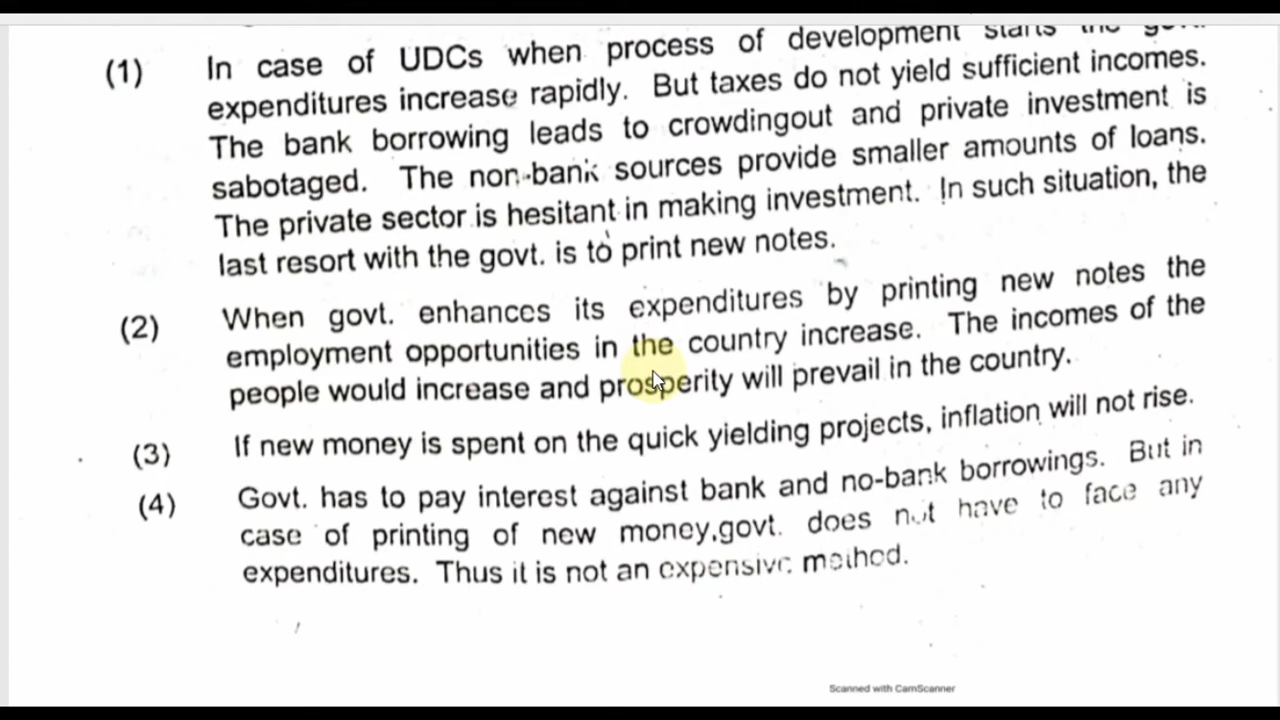 (1) In case of UDCs when process of development starts the govt.
expenditures increase rapidly. But taxes do not yield sufficient incomes.
The bank borrowing leads to crowdingout and private investment is
sabotaged. The non-bank sources provide smaller amounts of loans.
The private sector is hesitant in making investment. In such situation, the
last resort with the govt. is to print new notes.
(2) When govt. enhances its expenditures by printing new notes the
employment opportunities in the country increase. The incomes of the
people would increase and prosperity will prevail in the country.
(3) If new money is spent on the quick yielding projects, inflation will not rise.
(4) Govt. has to pay interest against bank and no-bank borrowings. But in
case of printing of new money,govt. does not have to face any
expenditures. Thus it is not an expensive method.
Scanned with CamScanner